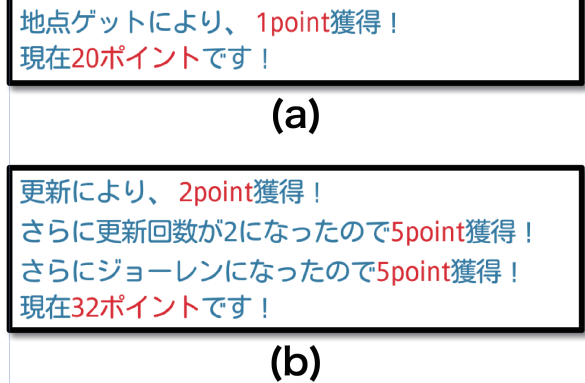 地点ゲットにより、 1point獲得！
現在20ポイントです！
(a)
更新により、 2point獲得！
さらに更新回数が2になったので5point獲得！
さらにジョーレンになったので5point獲得！
現在32ポイントです！
(b)